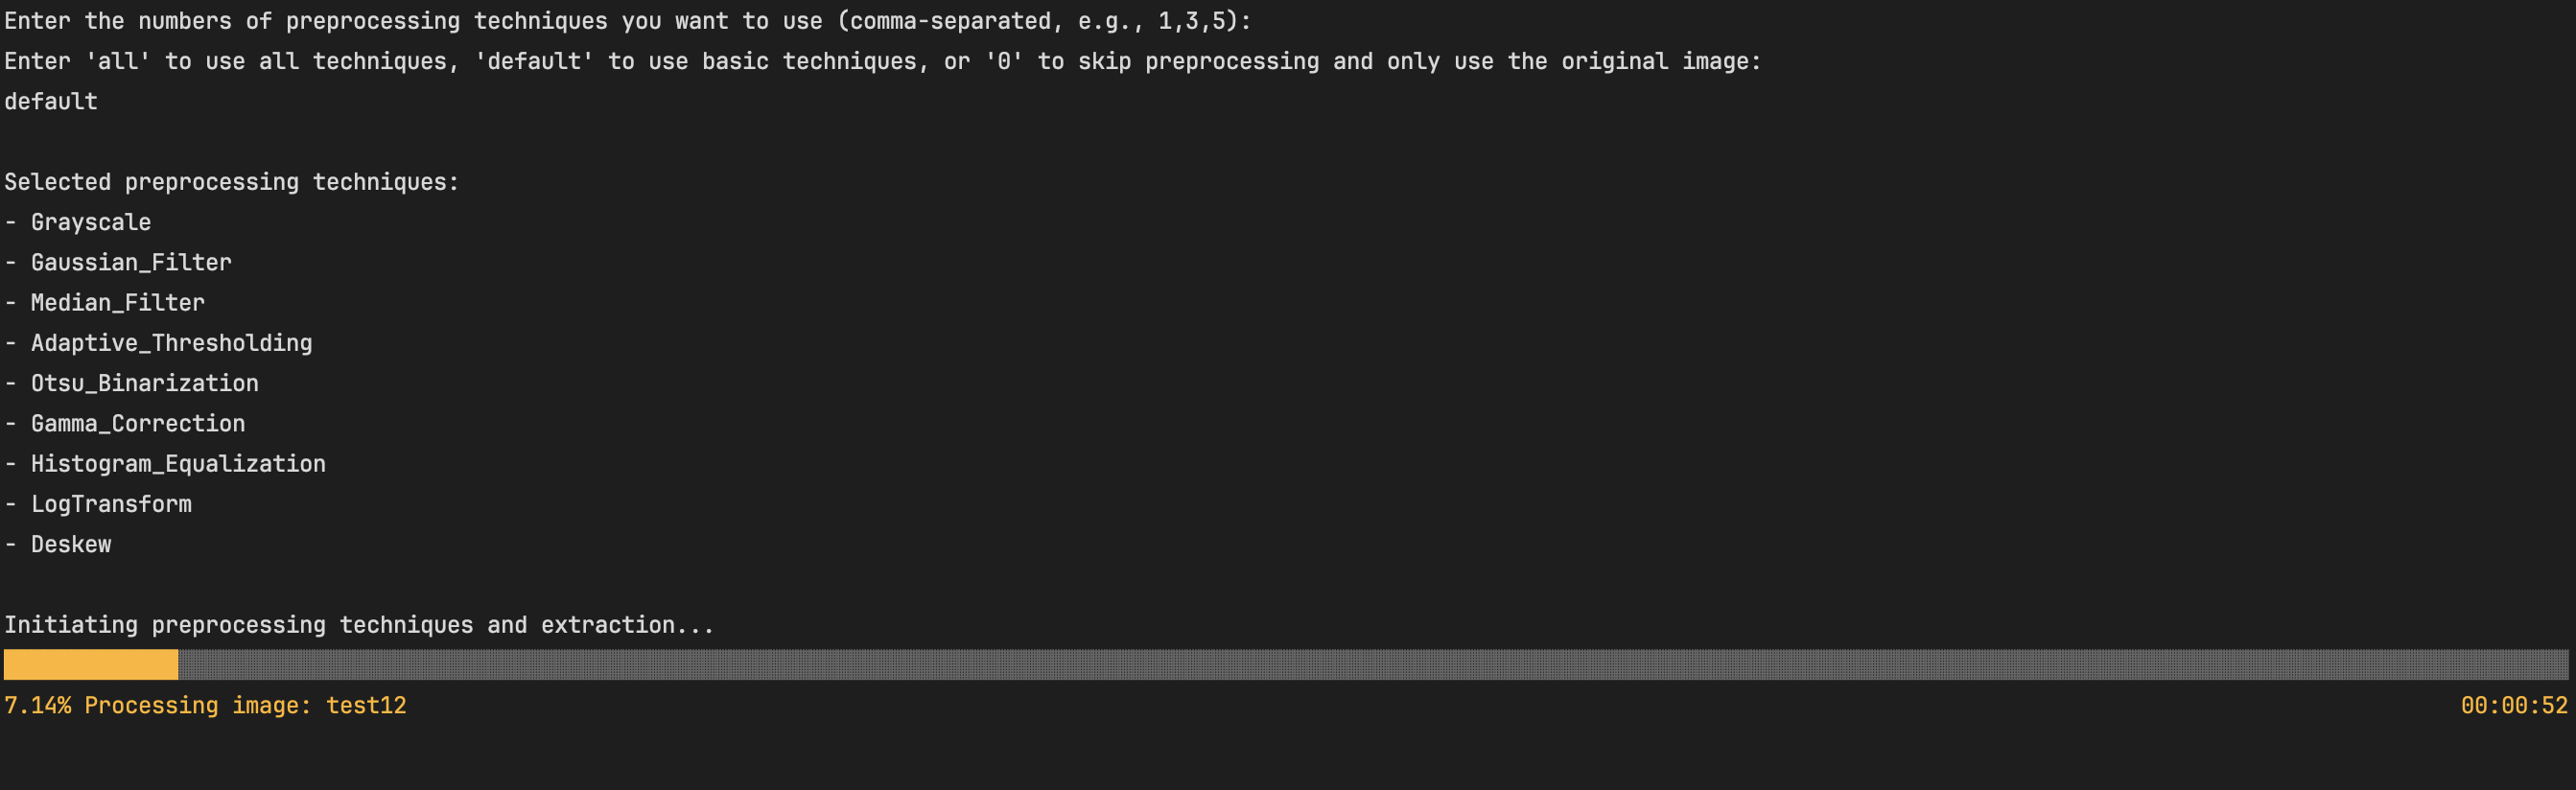 Enter the numbers of preprocessing techniques you want to use (comma-separated, e.g., 1,3,5):
Enter 'all' to use all techniques, 'default' to use basic techniques, or '0' to skip preprocessing and only use the original image:
default
Selected preprocessing techniques:
- Grayscale
- Gaussian_Filter
- Median_Filter
- Adaptive_Thresholding
- Otsu_Binarization
- Gamma_Correction
- Histogram_Equalization
- LogTransform
- Deskew
Initiating preprocessing techniques and extraction...
7.14% Processing image: test12 00:00:52